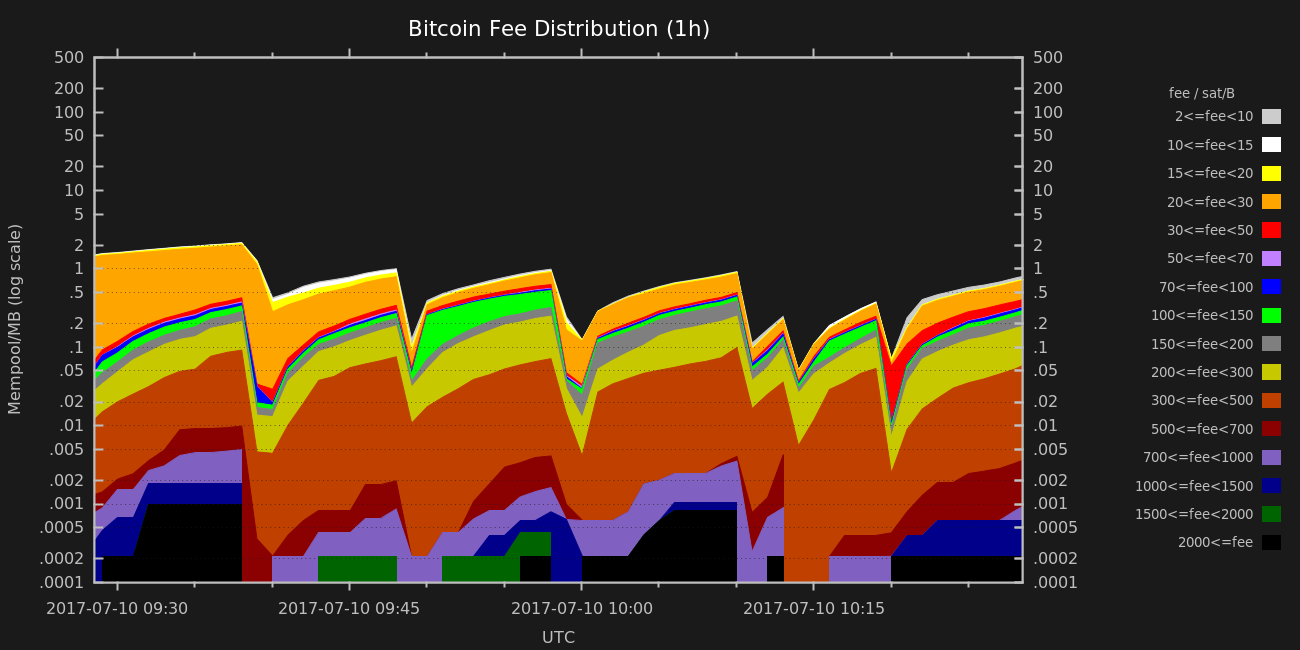 Bitcoin Fee Distribution (1h)
Mempool/MB (log scale)
500
200
100
50
20
10
5
2
1
.5
.2
.1
.05
.02
.01
.005
.002
.001
.0005
.0002
.0001
500
200
100
50
20
10
5
2
1
.5
.2
.1
.05
.02
.01
.005
.002
.001
.0005
.0002
.0001
2017-07-10 09:30 2017-07-10 09:45 2017-07-10 10:00 2017-07-10 10:15
UTC
fee / sat/B
2<=fee<10
10<=fee<15
15<=fee<20
20<=fee<30
30<=fee<50
50<=fee<70
70<=fee<100
100<=fee<150
150<=fee<200
200<=fee<300
300<=fee<500
500<=fee<700
700<=fee<1000
1000<=fee<1500
1500<=fee<2000
2000<=fee